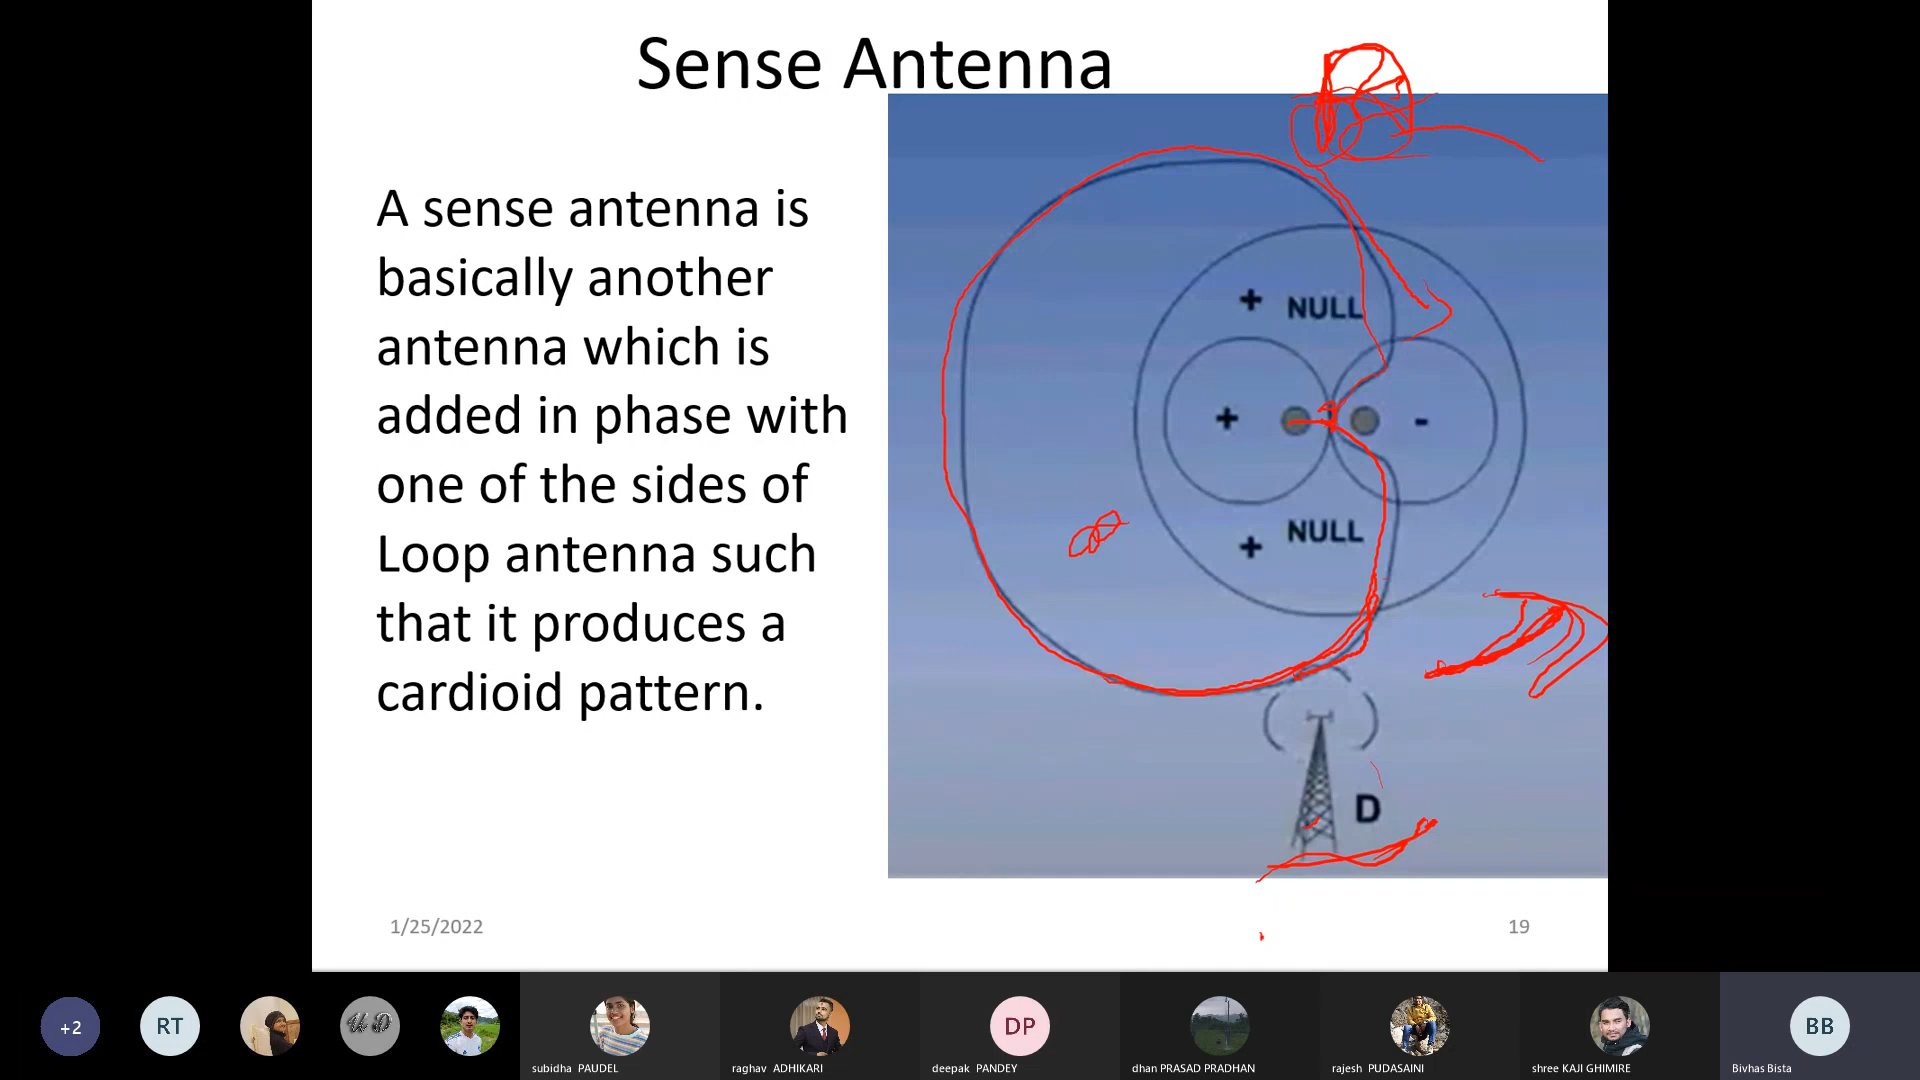 Sense Antenna
A sense antenna is
basically another
antenna which is
added in phase with
one of the sides of
Loop antenna such
that it produces a
cardioid pattern.
+ NULL
+ -
+ NULL
D
1/25/2022
19
+2
RT
DP
BB
subidha PAUDEL
raghav ADHIKARI
deepak PANDEY
dhan PRASAD PRADHAN
rajesh PUDASAINI
shree KAJI GHIMIRE
Bivhas Bista